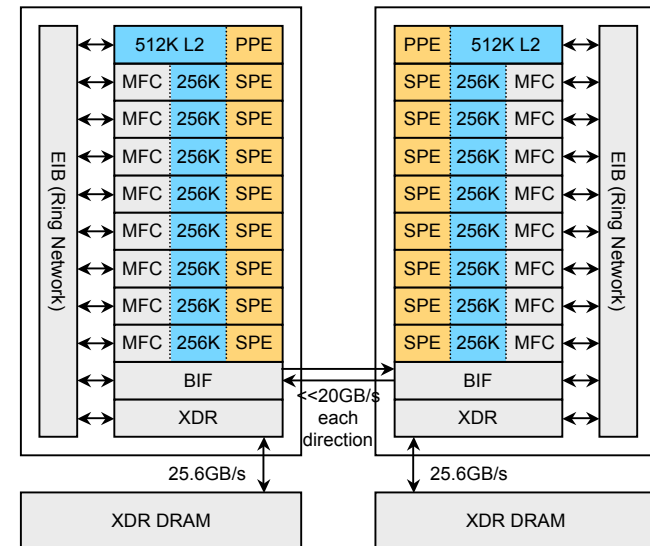 512K L2 PPE
MFC 256K SPE
MFC 256K SPE
MFC 256K SPE
MFC 256K SPE
MFC 256K SPE
MFC 256K SPE
MFC 256K SPE
MFC 256K SPE
BIF
XDR
EIB (Ring Network)
PPE 512K L2
SPE 256K MFC
SPE 256K MFC
SPE 256K MFC
SPE 256K MFC
SPE 256K MFC
SPE 256K MFC
SPE 256K MFC
SPE 256K MFC
BIF
XDR
EIB (Ring Network)
<<20GB/s
each
direction
25.6GB/s
25.6GB/s
XDR DRAM
XDR DRAM